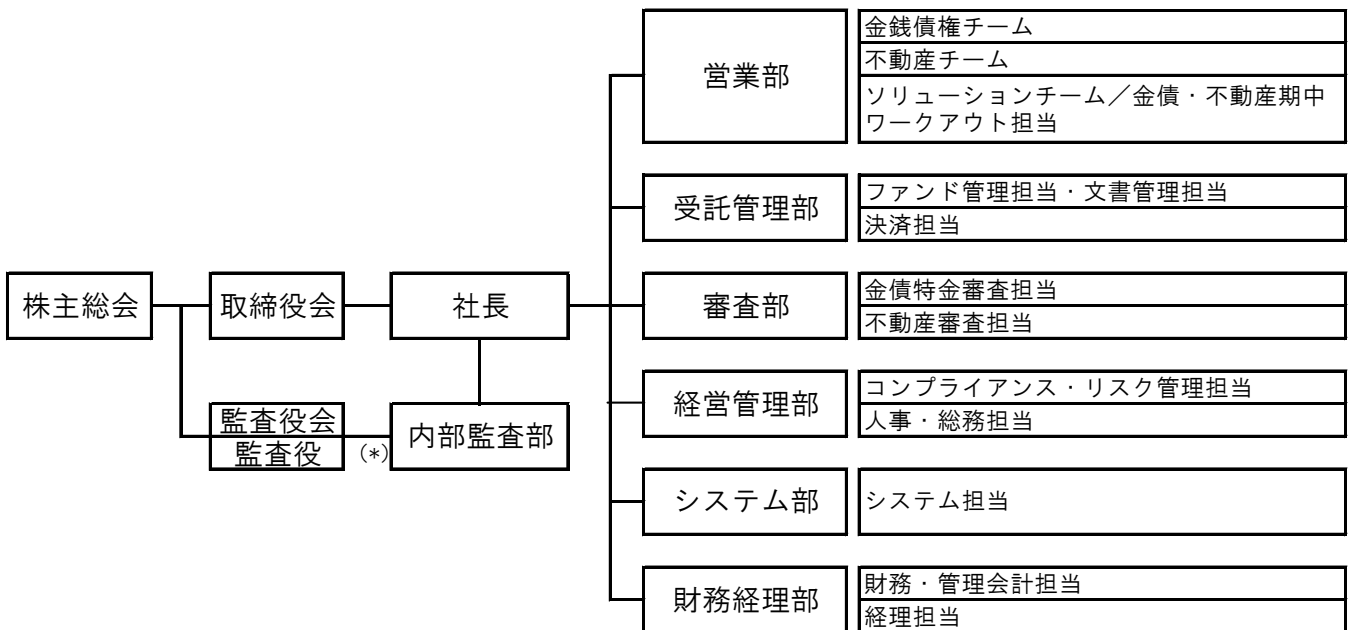 株主総会
取締役会
社長
監査役会
監査役
(*)
内部監査部
営業部
金銭債権チーム
不動産チーム
ソリューションチーム／金債・不動産期中
ワークアウト担当
受託管理部
ファンド管理担当・文書管理担当
決済担当
審査部
金債特金審査担当
不動産審査担当
経営管理部
コンプライアンス・リスク管理担当
人事・総務担当
システム部
システム担当
財務経理部
財務・管理会計担当
経理担当